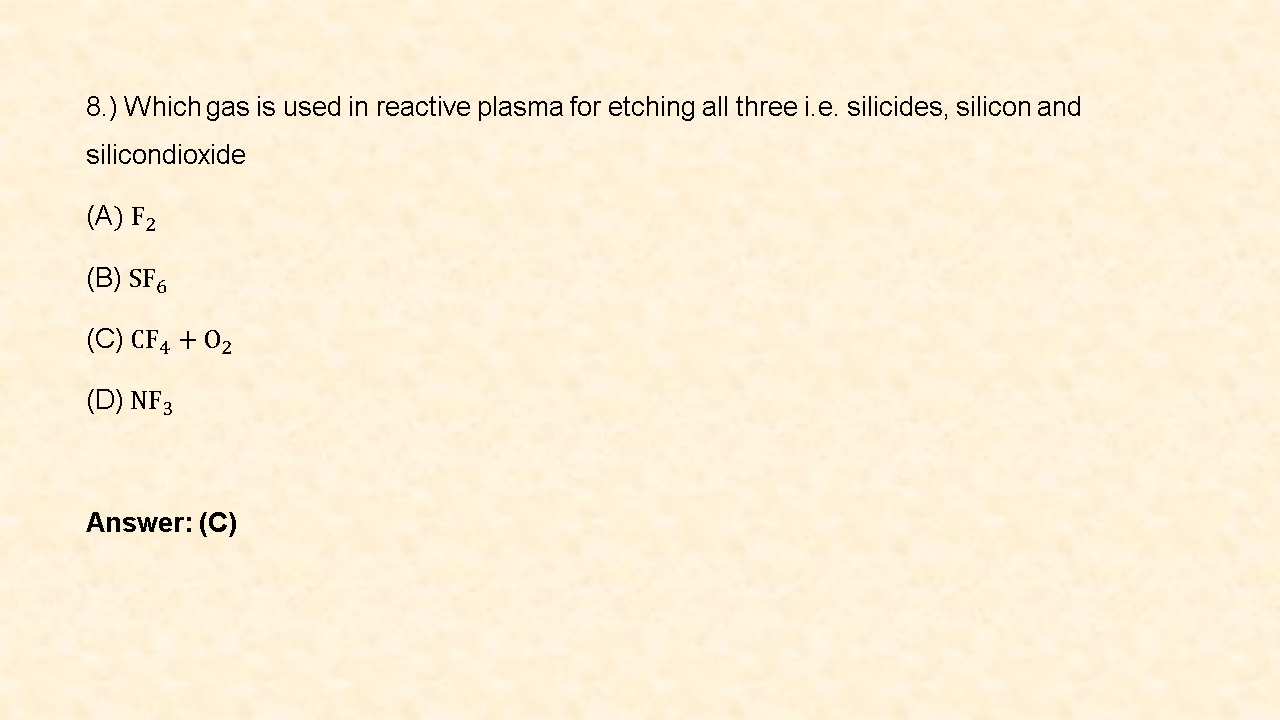 8.) Which gas is used in reactive plasma for etching all three i.e. silicides, silicon and
silicondioxide
(A) F₂
(B) SF₆
(C) CF₄ + O₂
(D) NF₃
Answer: (C)